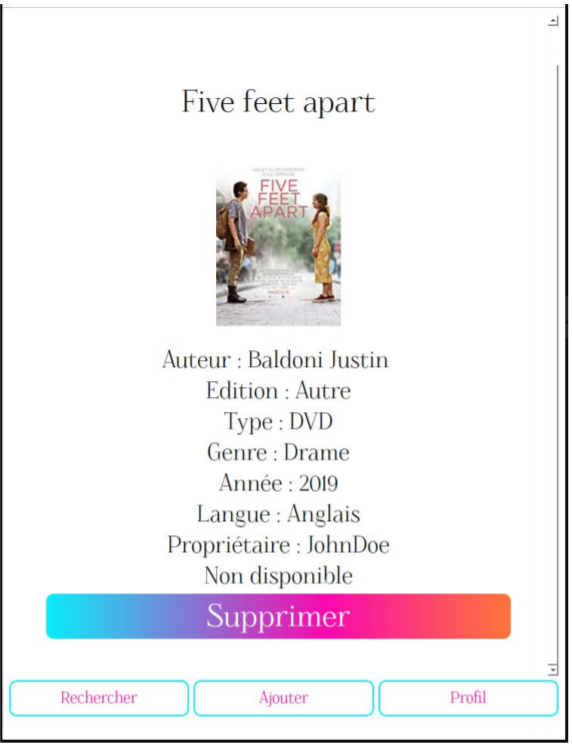 Five feet apart
FIVE
FEET
APART
Auteur : Baldoni Justin
Edition : Autre
Type : DVD
Genre : Drame
Année : 2019
Langue : Anglais
Propriétaire : JohnDoe
Non disponible
Supprimer
Rechercher
Ajouter
Profil